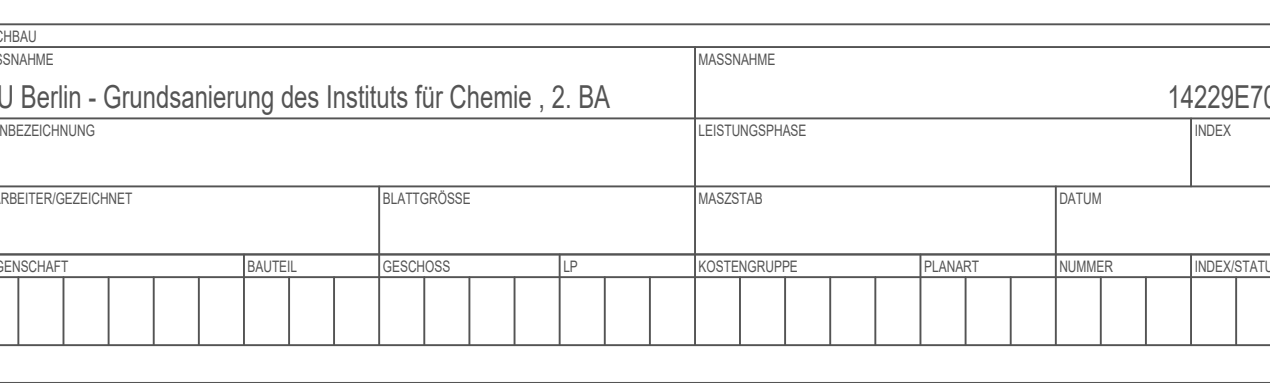 CHBAU
SSNAHME MASSNAHME
U Berlin - Grundsanierung des Instituts für Chemie , 2. BA 14229E70
NBEZEICHNUNG LEISTUNGSPHASE INDEX
ARBEITER/GEZEICHNET BLATTGRÖSSE MASZSTAB DATUM
GENSCHAFT BAUTEIL GESCHOSS LP KOSTENGRUPPE PLANART NUMMER INDEX/STATU